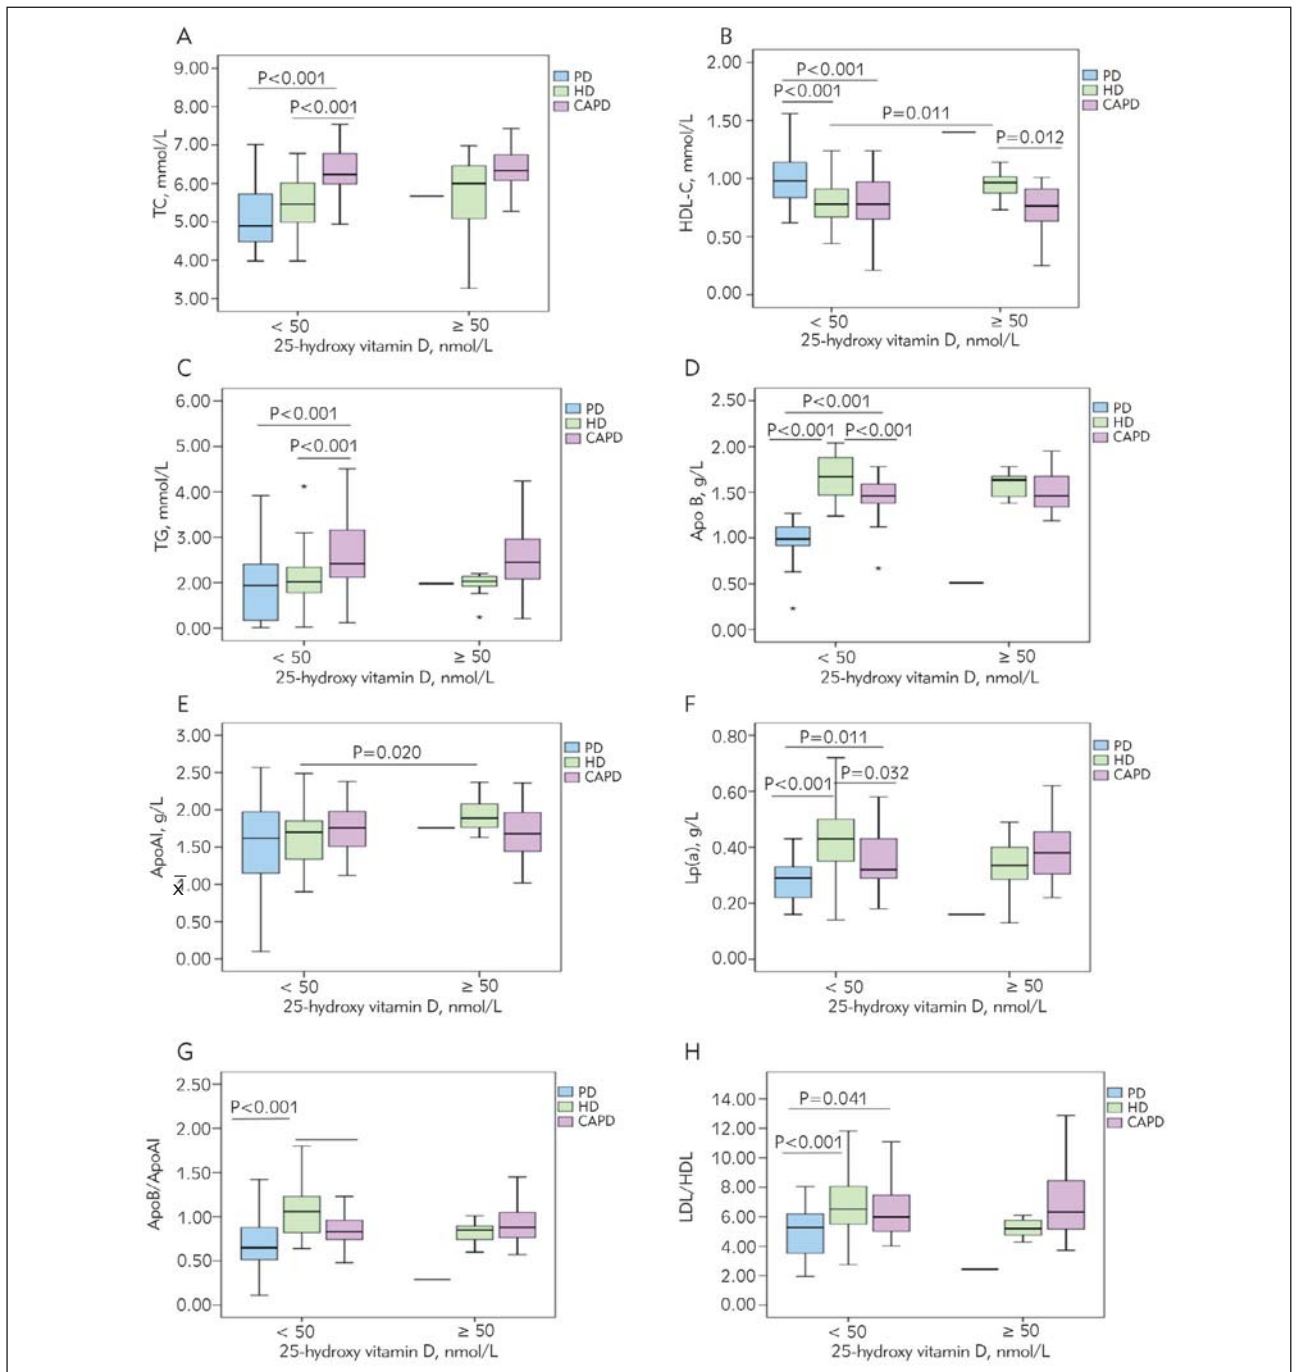 A
9.00
8.00
7.00
6.00
5.00
4.00
3.00
TC, mmol/L
P<0.001
P<0.001
PD
HD
CAPD
< 50
≥ 50
25-hydroxy vitamin D, nmol/L
B
2.00
1.50
1.00
0.50
0.00
HDL-C, mmol/L
P<0.001
P<0.001
P=0.011
P=0.012
PD
HD
CAPD
< 50
≥ 50
25-hydroxy vitamin D, nmol/L
C
6.00
5.00
4.00
3.00
2.00
0.00
TG, mmol/L
P<0.001
P<0.001
*
*
PD
HD
CAPD
< 50
≥ 50
25-hydroxy vitamin D, nmol/L
D
2.50
2.00
1.50
1.00
0.50
0.00
Apo B, g/L
P<0.001
P<0.001 P<0.001
*
*
PD
HD
CAPD
< 50
≥ 50
25-hydroxy vitamin D, nmol/L
E
3.00
2.50
2.00
1.50
1.00
0.50
0.00
ApoAI, g/L
P=0.020
PD
HD
CAPD
< 50
≥ 50
25-hydroxy vitamin D, nmol/L
F
0.80
0.60
0.40
0.20
0.00
Lp(a), g/L
P=0.011
P<0.001 P=0.032
PD
HD
CAPD
< 50
≥ 50
25-hydroxy vitamin D, nmol/L
G
2.50
2.00
1.50
1.00
0.50
0.00
ApoB/ApoAI
P<0.001
PD
HD
CAPD
< 50
≥ 50
25-hydroxy vitamin D, nmol/L
H
14.00
12.00
10.00
8.00
6.00
4.00
2.00
0.00
LDL/HDL
P=0.041
P<0.001
PD
HD
CAPD
< 50
≥ 50
25-hydroxy vitamin D, nmol/L